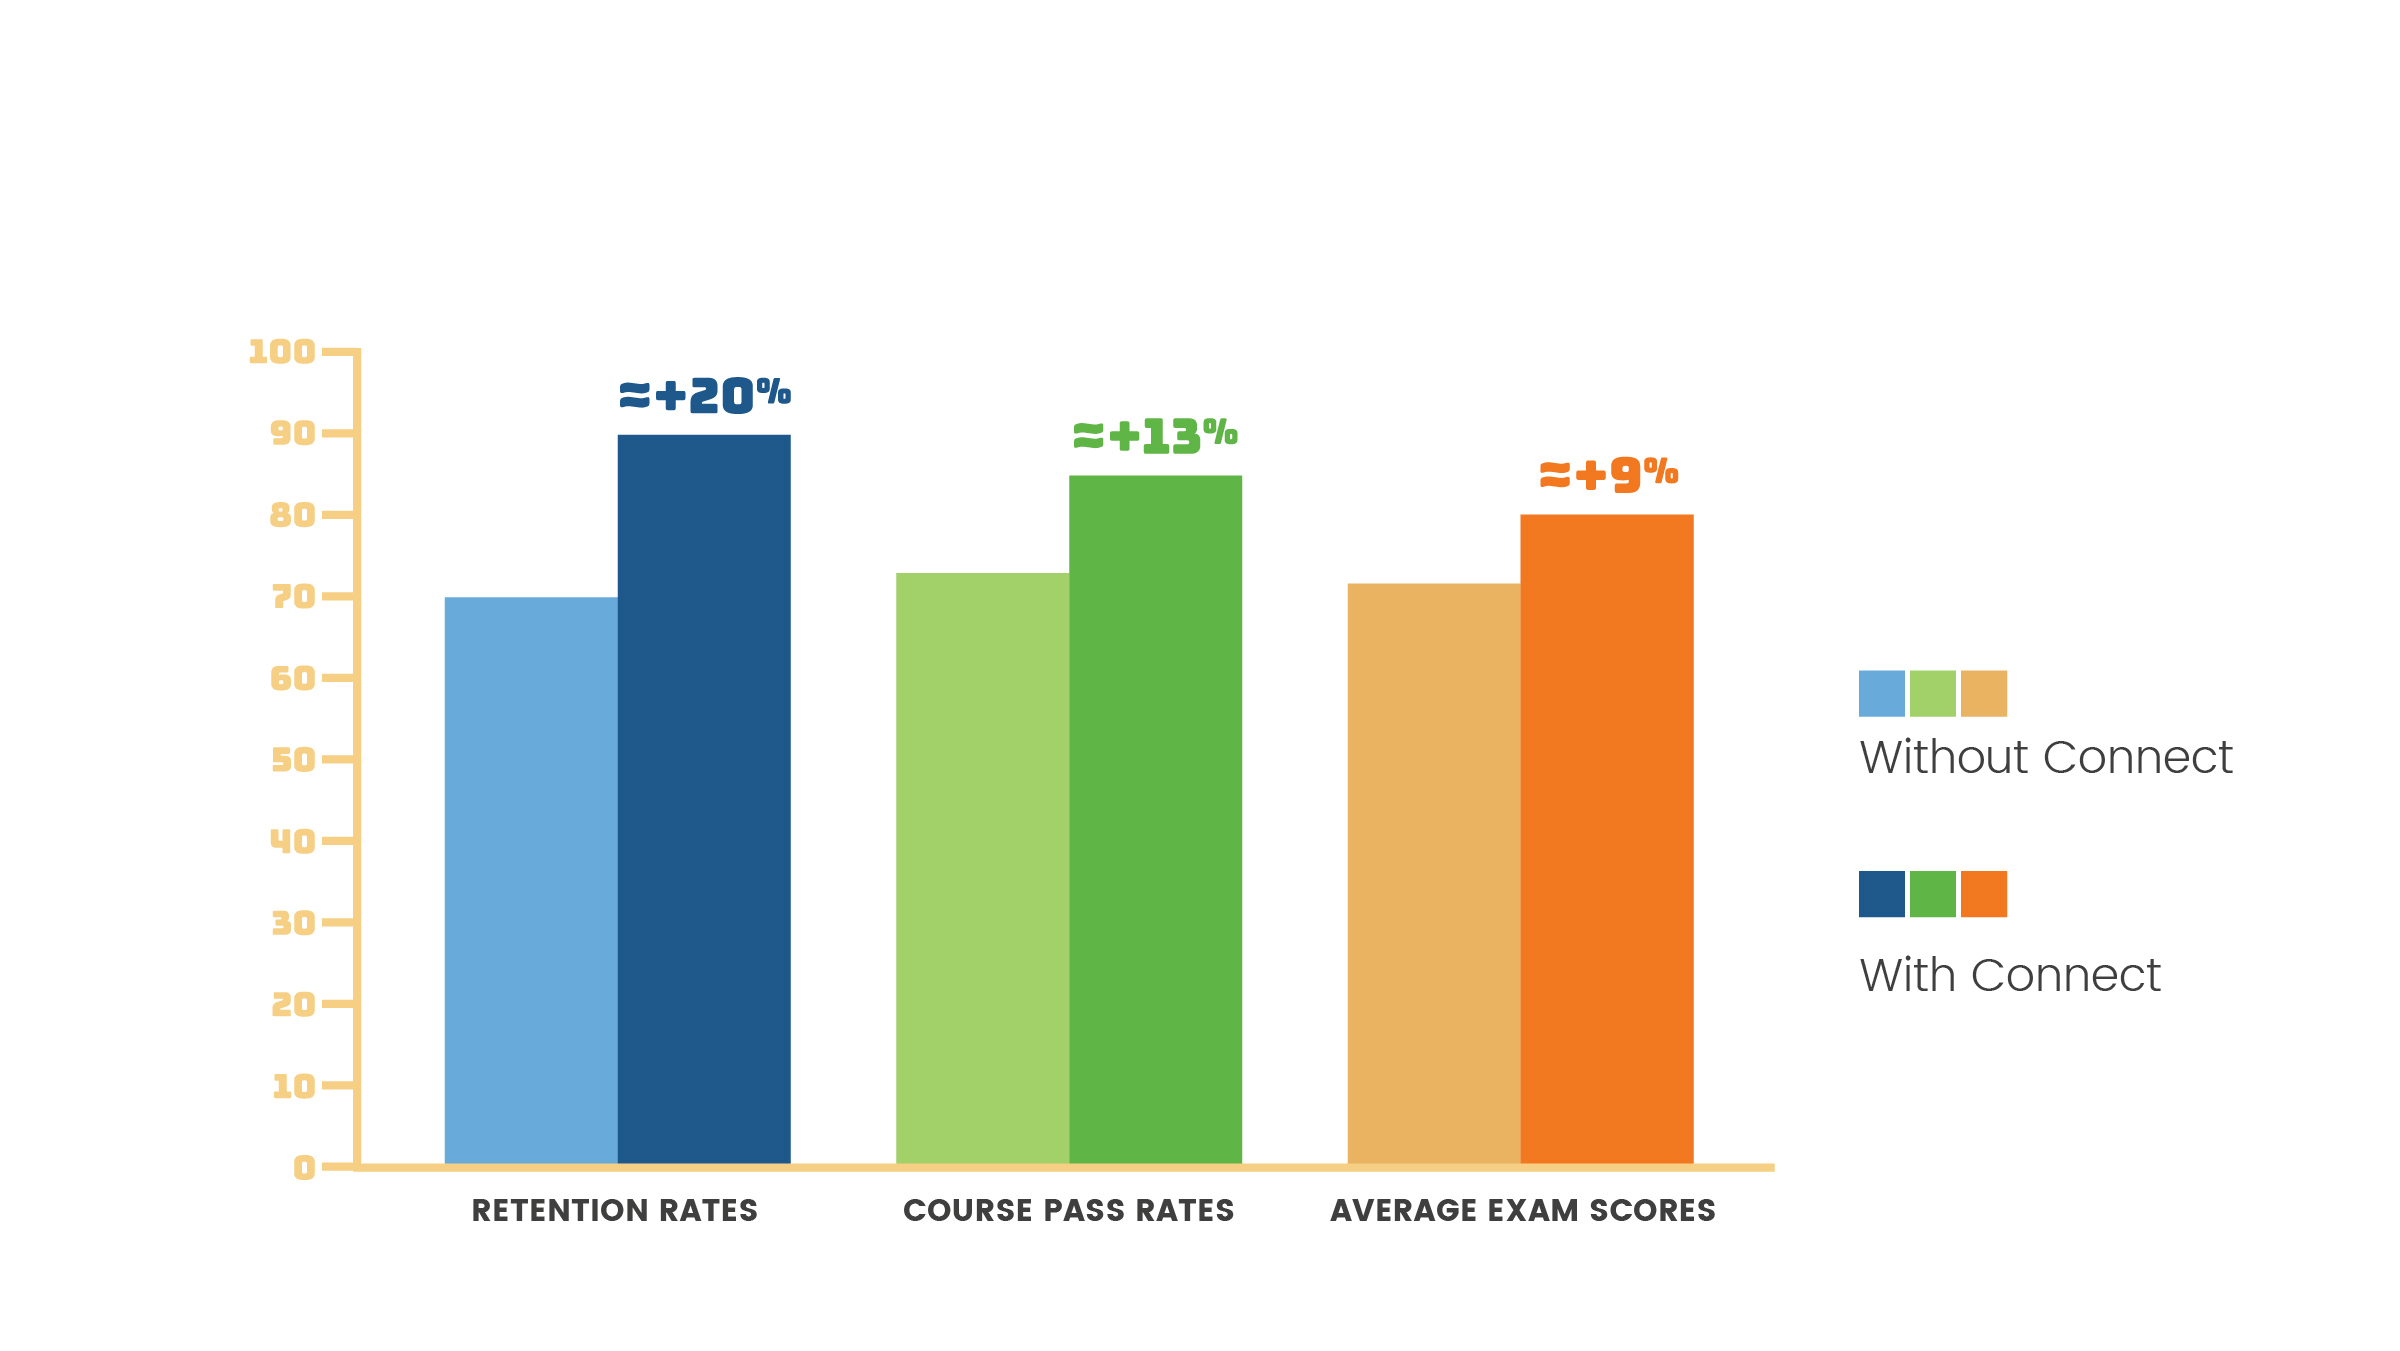 100
90
80
70
60
50
40
30
20
10
0
≈+20%
≈+13%
≈+9%
RETENTION RATES
COURSE PASS RATES
AVERAGE EXAM SCORES
Without Connect
With Connect